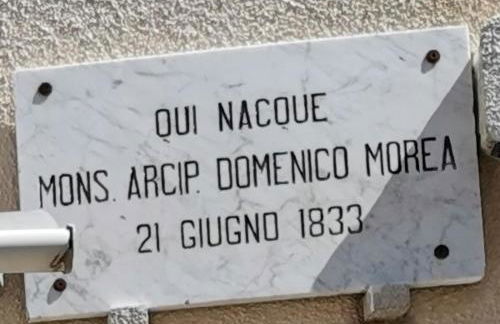 QUI NACQUE
MONS. ARCIP. DOMENICO MOREA
21 GIUGNO 1833